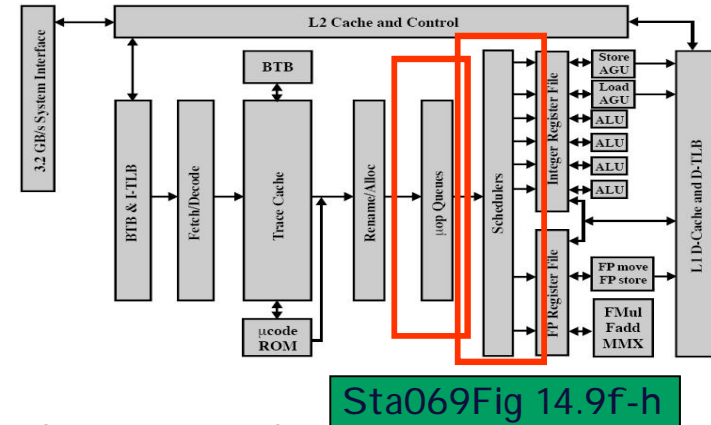 L2 Cache and Control
3.2 GB/s System Interface
BTB
BTB & I-TLB
Fetch/Decode
Trace Cache
µcode
ROM
Rename/Alloc
µop Queues
Schedulers
Integer Register File
FP Register File
Store
AGU
Load
AGU
ALU
ALU
ALU
ALU
FP move
FP store
FMul
Fadd
MMX
L1 D-Cache and D-TLB
Sta069Fig 14.9f-h